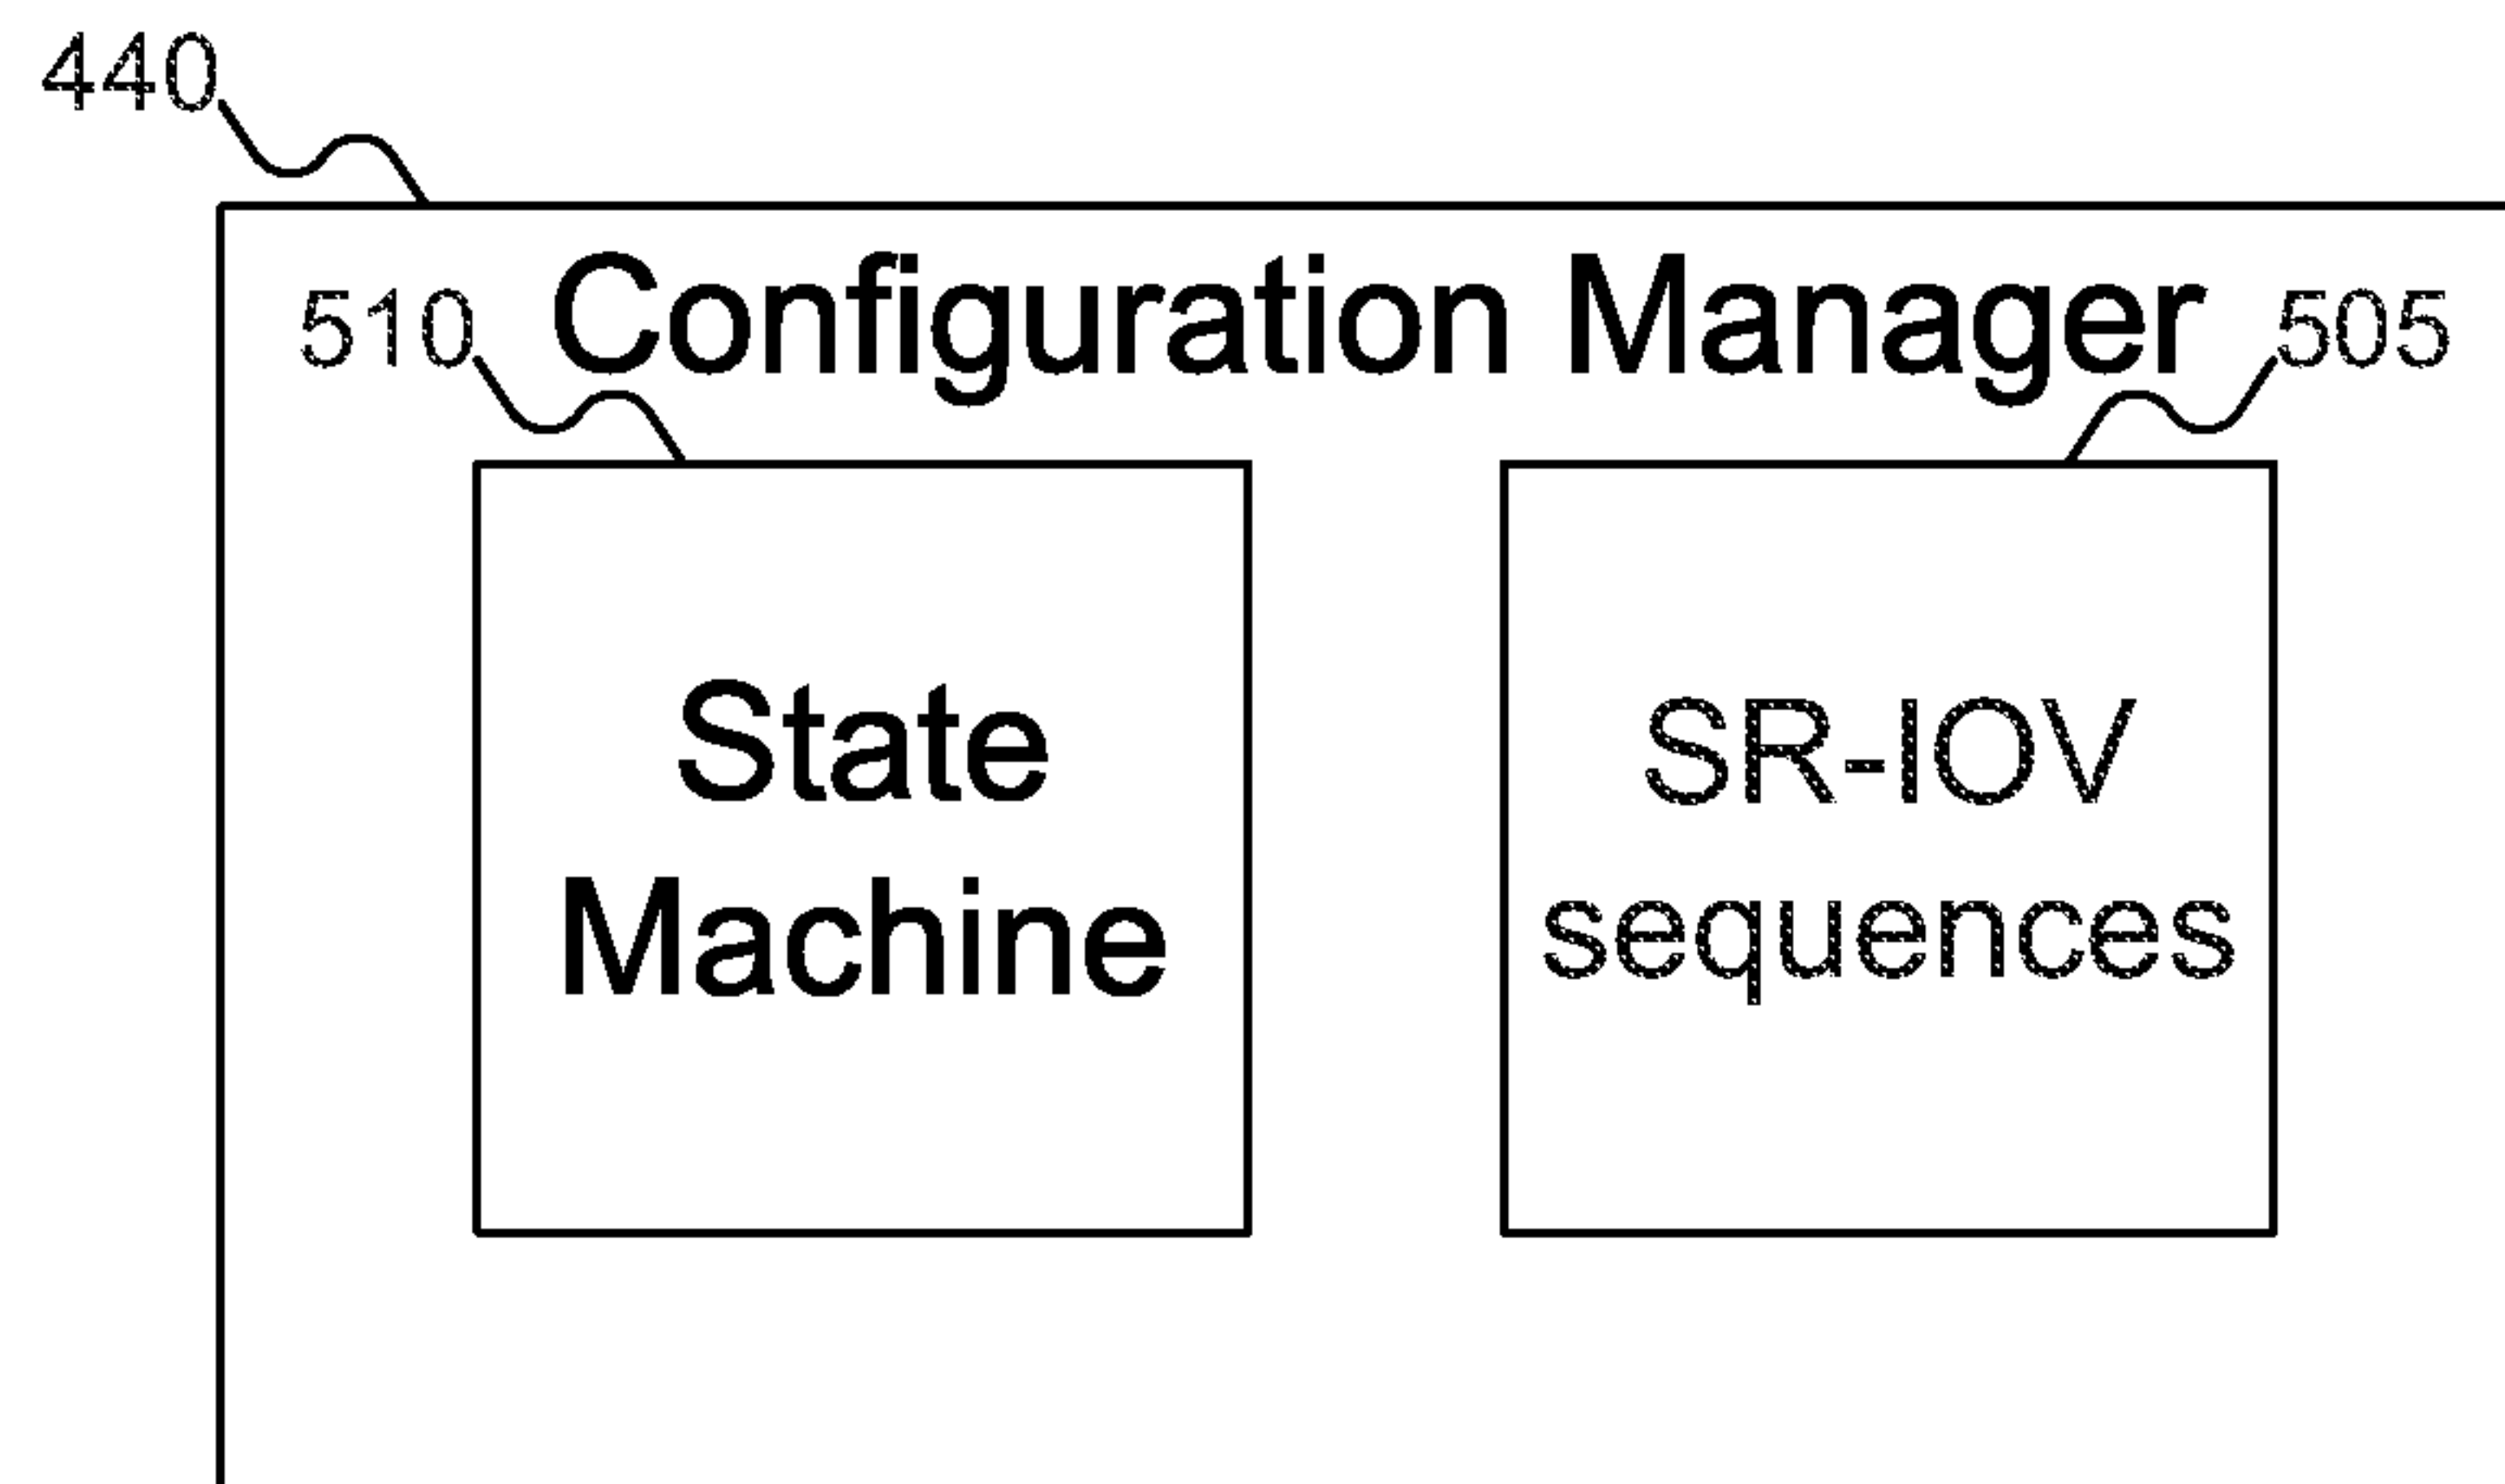 440
510 Configuration Manager 505
State
Machine
SR-IOV
sequences